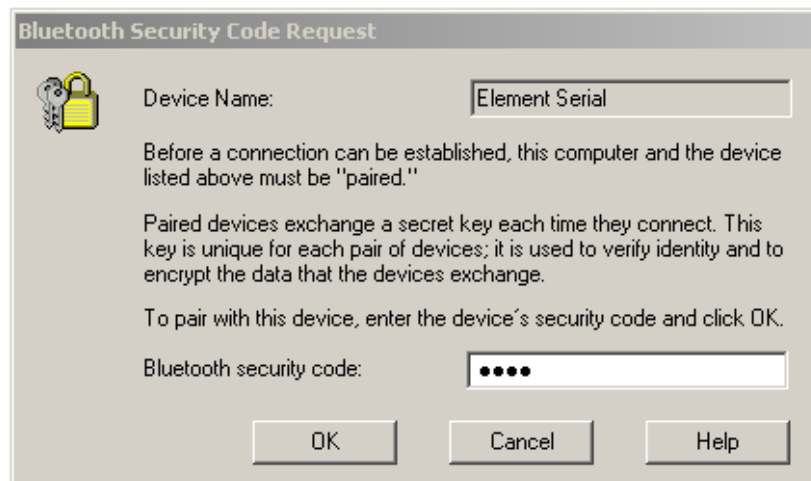 Bluetooth Security Code Request
Device Name:
Element Serial
Before a connection can be established, this computer and the device
listed above must be "paired."
Paired devices exchange a secret key each time they connect. This
key is unique for each pair of devices; it is used to verify identity and to
encrypt the data that the devices exchange.
To pair with this device, enter the device´s security code and click OK.
Bluetooth security code:
••••
OK
Cancel
Help